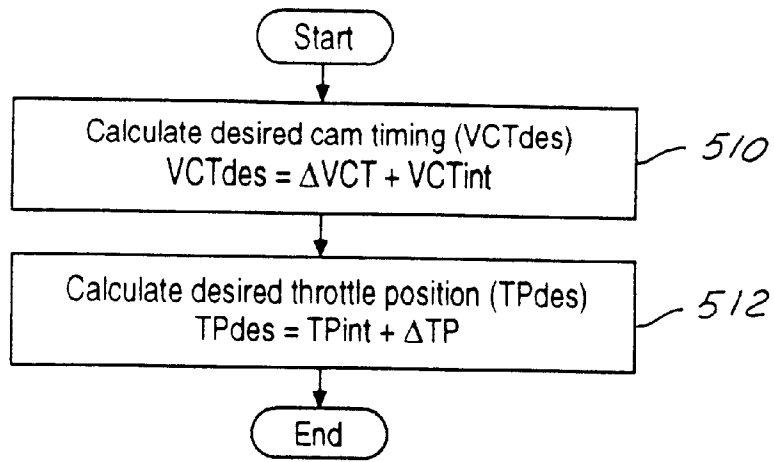 Start
Calculate desired cam timing (VCTdes)
VCTdes = ΔVCT + VCTint
510
Calculate desired throttle position (TPdes)
TPdes = TPint + ΔTP
512
End